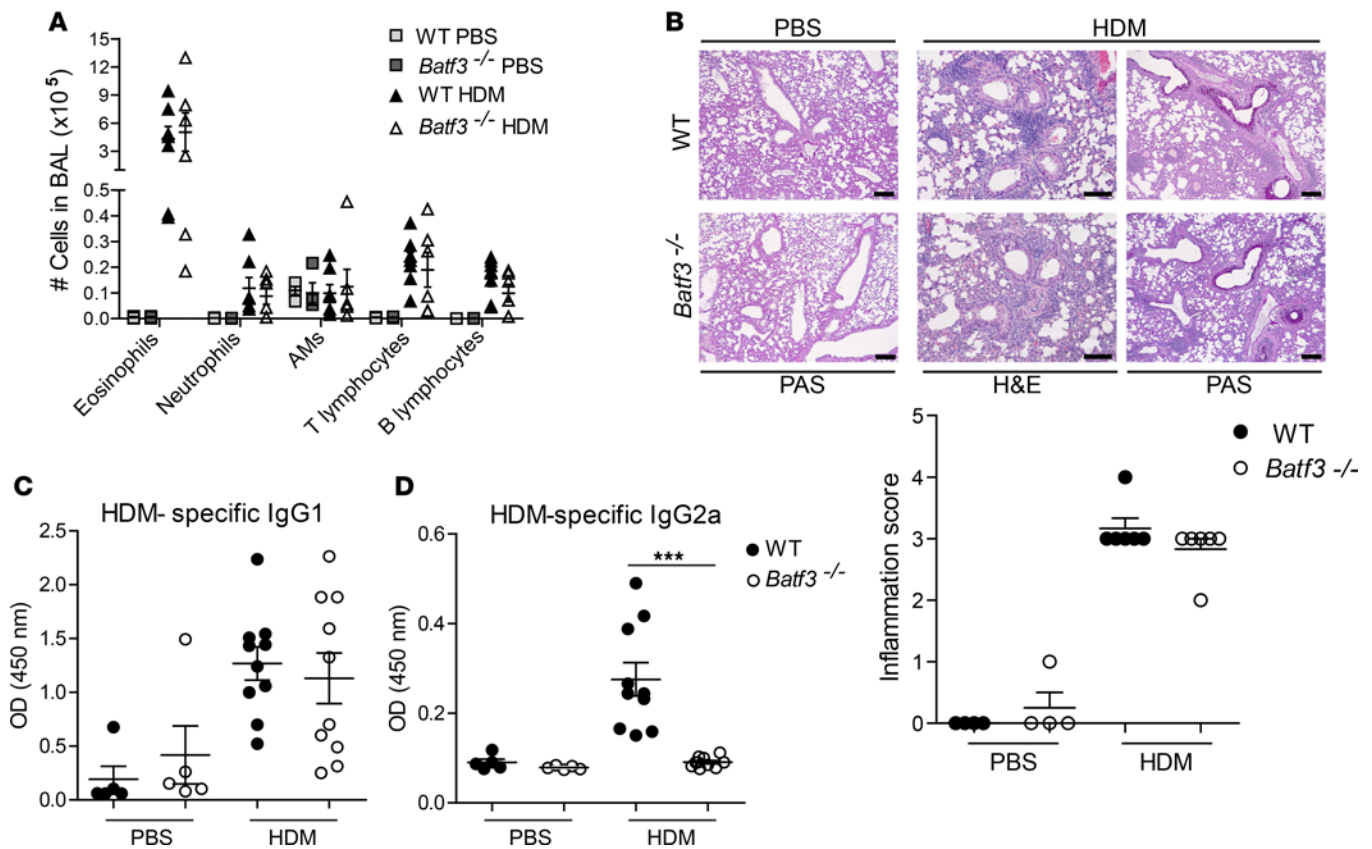 A
# Cells in BAL (x10 5)
15
12
9
6
3
0.5
0.4
0.3
0.2
0.1
0.0
Eosinophils
Neutrophils
AMs
T lymphocytes
B lymphocytes
WT PBS
Batf3 -/- PBS
WT HDM
Batf3 -/- HDM
B
PBS
HDM
WT
Batf3 -/-
PAS
H&E
PAS
Inflammation score
5
4
3
2
1
0
PBS
HDM
WT
Batf3 -/-
C
HDM- specific IgG1
OD (450 nm)
2.5
2.0
1.5
1.0
0.5
0.0
PBS
HDM
D
HDM-specific IgG2a
OD (450 nm)
0.6
0.4
0.2
0.0
***
PBS
HDM
WT
Batf3 -/-